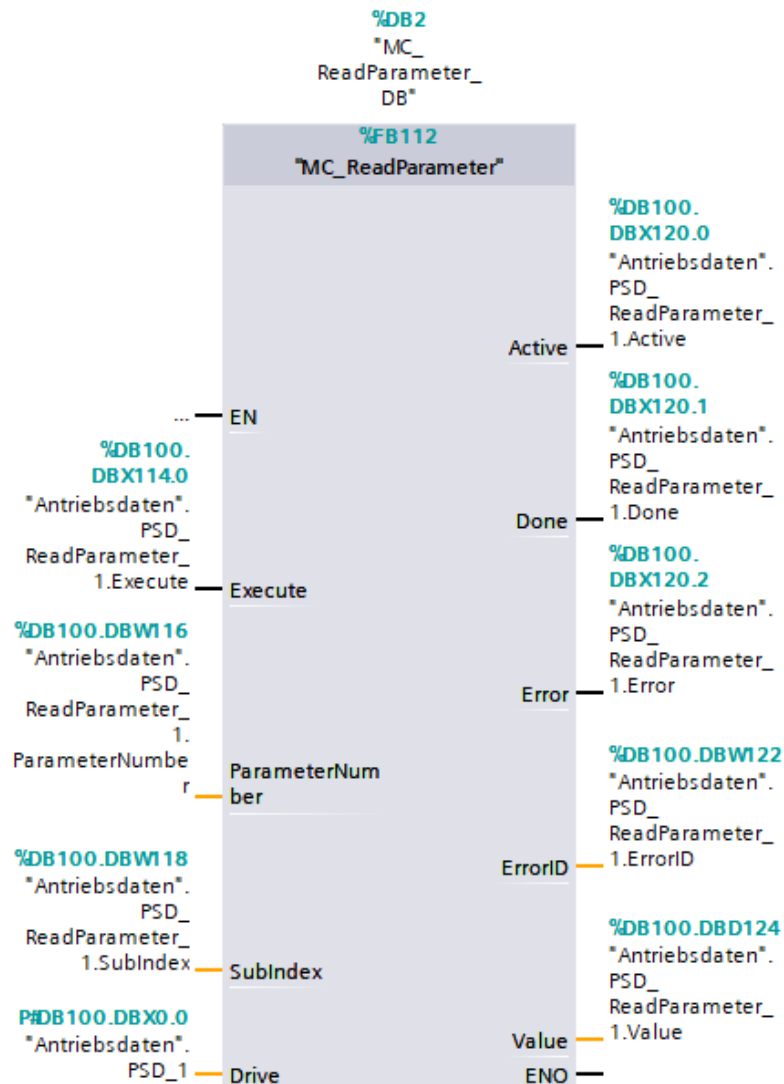 %DB2
"MC_
ReadParameter_
DB"
%FB112
"MC_ReadParameter"
%DB100.
DBX120.0
"Antriebsdaten".
PSD_
ReadParameter_
1.Active
Active
%DB100.
DBX120.1
"Antriebsdaten".
PSD_
ReadParameter_
1.Done
Done
%DB100.
DBX120.2
"Antriebsdaten".
PSD_
ReadParameter_
1.Error
Error
%DB100.DBW122
"Antriebsdaten".
PSD_
ReadParameter_
1.ErrorID
ErrorID
%DB100.DBD124
"Antriebsdaten".
PSD_
ReadParameter_
1.Value
Value
ENO
...
EN
%DB100.
DBX114.0
"Antriebsdaten".
PSD_
ReadParameter_
1.Execute
Execute
%DB100.DBW116
"Antriebsdaten".
PSD_
ReadParameter_
1.
ParameterNumbe
r
ParameterNum
ber
%DB100.DBW118
"Antriebsdaten".
PSD_
ReadParameter_
1.SubIndex
SubIndex
P#DB100.DBX0.0
"Antriebsdaten".
PSD_1
Drive